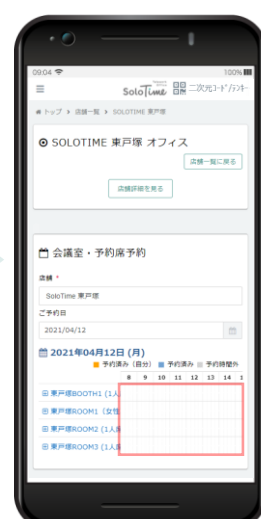 09:04 100%
SoloTime 二次元ｺｰﾄﾞ/ﾃﾝｷｰ
トップ 店舗一覧 SOLOTIME 東戸塚
SOLOTIME 東戸塚 オフィス
店舗一覧に戻る
店舗詳細を見る
会議室・予約席予約
店舗 *
SoloTime 東戸塚
ご予約日
2021/04/12
2021年04月12日 (月)
予約済み（自分） 予約済み 予約時間外
8 9 10 11 12 13 14 1
東戸塚BOOTH1 (1人
東戸塚ROOM1（女性
東戸塚ROOM2 (1人
東戸塚ROOM3 (1人